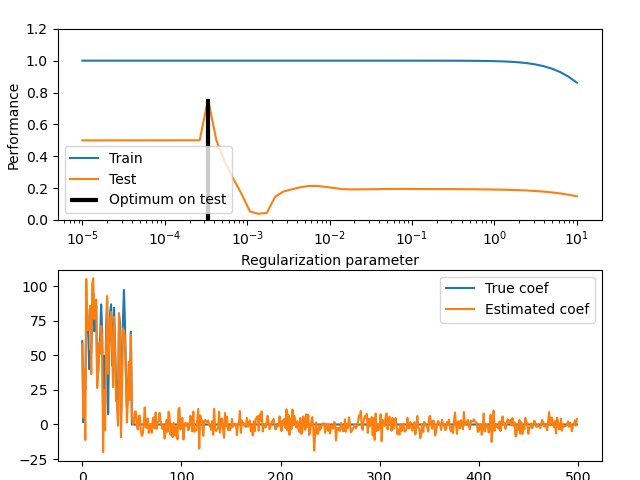 1.2
1.0
0.8
0.6
0.4
0.2
0.0
Performance
Train
Test
Optimum on test
10⁻⁵ 10⁻⁴ 10⁻³ 10⁻² 10⁻¹ 10⁰ 10¹
Regularization parameter
100
75
50
25
0
−25
True coef
Estimated coef
0 100 200 300 400 500